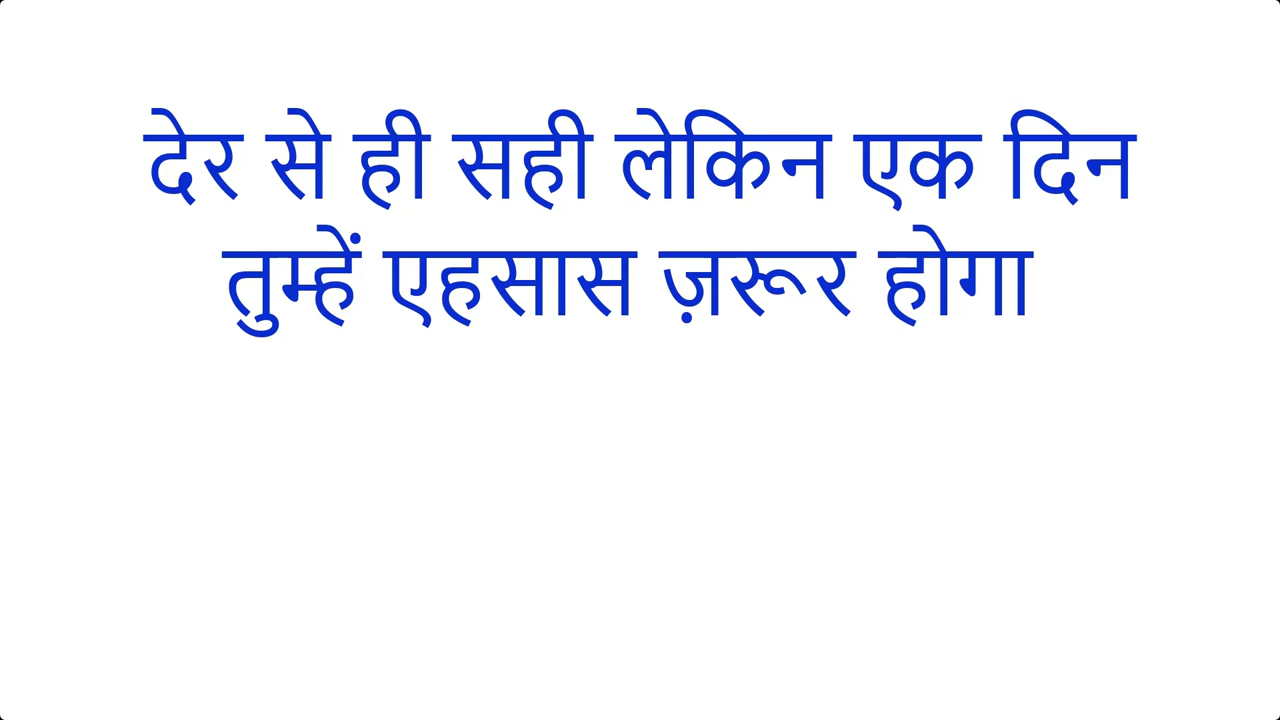 देर से ही सही लेकिन एक दिन
तुम्हें एहसास ज़रूर होगा